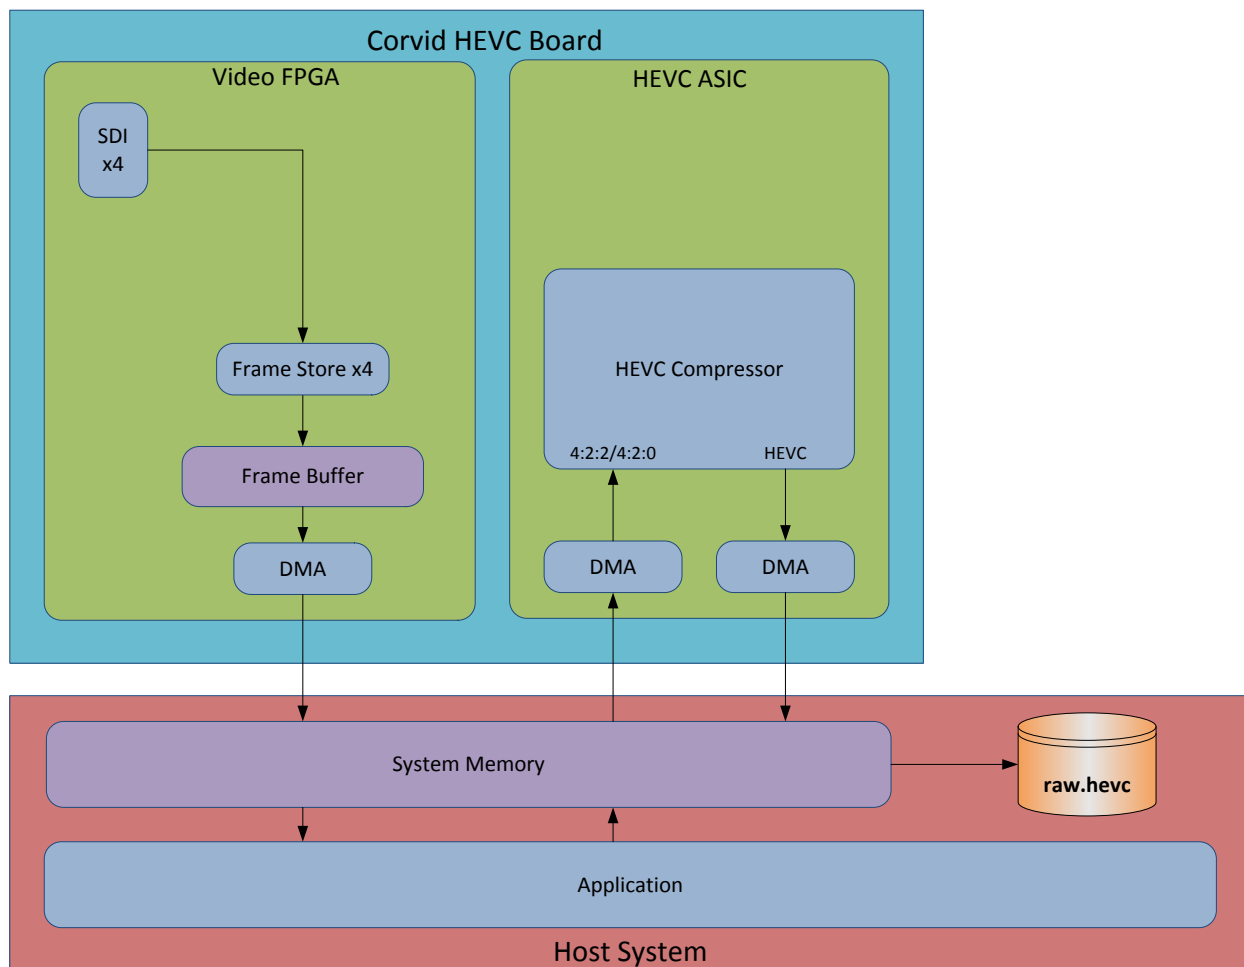 Corvid HEVC Board
Video FPGA
SDI
x4
Frame Store x4
Frame Buffer
DMA
HEVC ASIC
HEVC Compressor
4:2:2/4:2:0
HEVC
DMA
DMA
System Memory
raw.hevc
Application
Host System